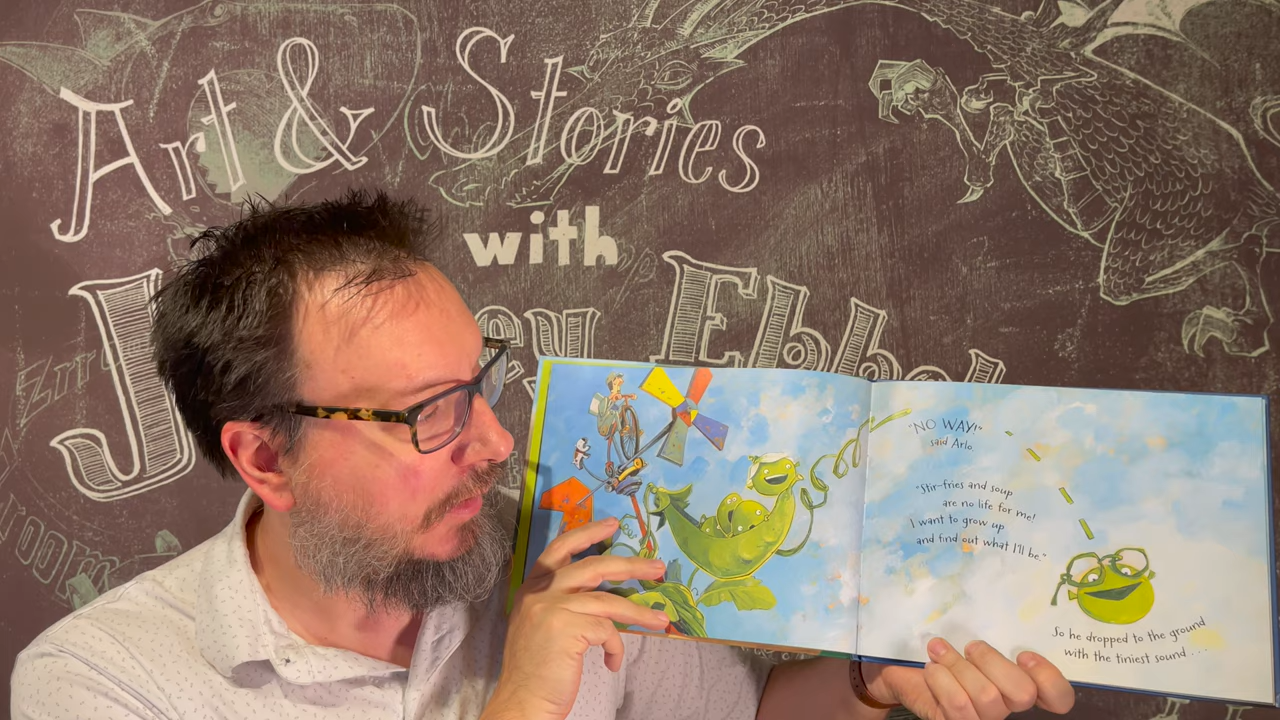 Art & Stories
with
"NO WAY!"
said Arlo.
"Stir-fries and soup
are no life for me!
I want to grow up
and find out what I'll be."
So he dropped to the ground
with the tiniest sound . . .